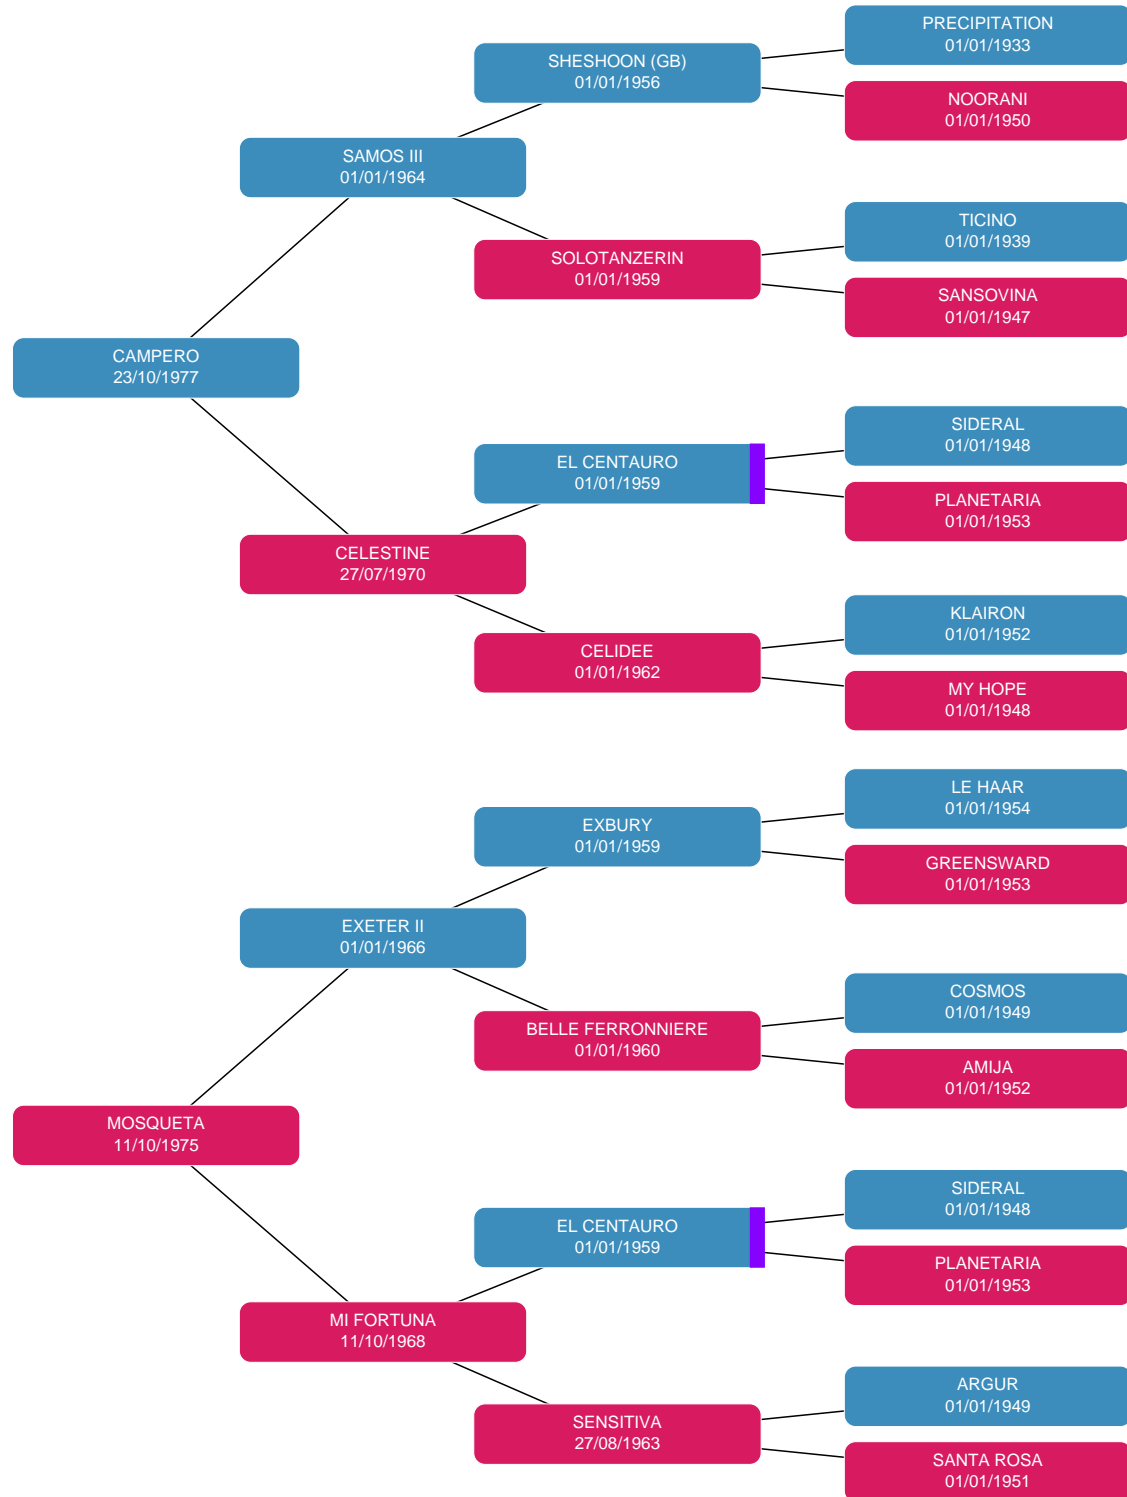 PRECIPITATION
01/01/1933
SHESHOON (GB)
01/01/1956
NOORANI
01/01/1950
SAMOS III
01/01/1964
TICINO
01/01/1939
SOLOTANZERIN
01/01/1959
SANSOVINA
01/01/1947
CAMPERO
23/10/1977
SIDERAL
01/01/1948
EL CENTAURO
01/01/1959
PLANETARIA
01/01/1953
CELESTINE
27/07/1970
KLAIRON
01/01/1952
CELIDEE
01/01/1962
MY HOPE
01/01/1948
LE HAAR
01/01/1954
EXBURY
01/01/1959
GREENSWARD
01/01/1953
EXETER II
01/01/1966
COSMOS
01/01/1949
BELLE FERRONNIERE
01/01/1960
AMIJA
01/01/1952
MOSQUETA
11/10/1975
SIDERAL
01/01/1948
EL CENTAURO
01/01/1959
PLANETARIA
01/01/1953
MI FORTUNA
11/10/1968
ARGUR
01/01/1949
SENSITIVA
27/08/1963
SANTA ROSA
01/01/1951